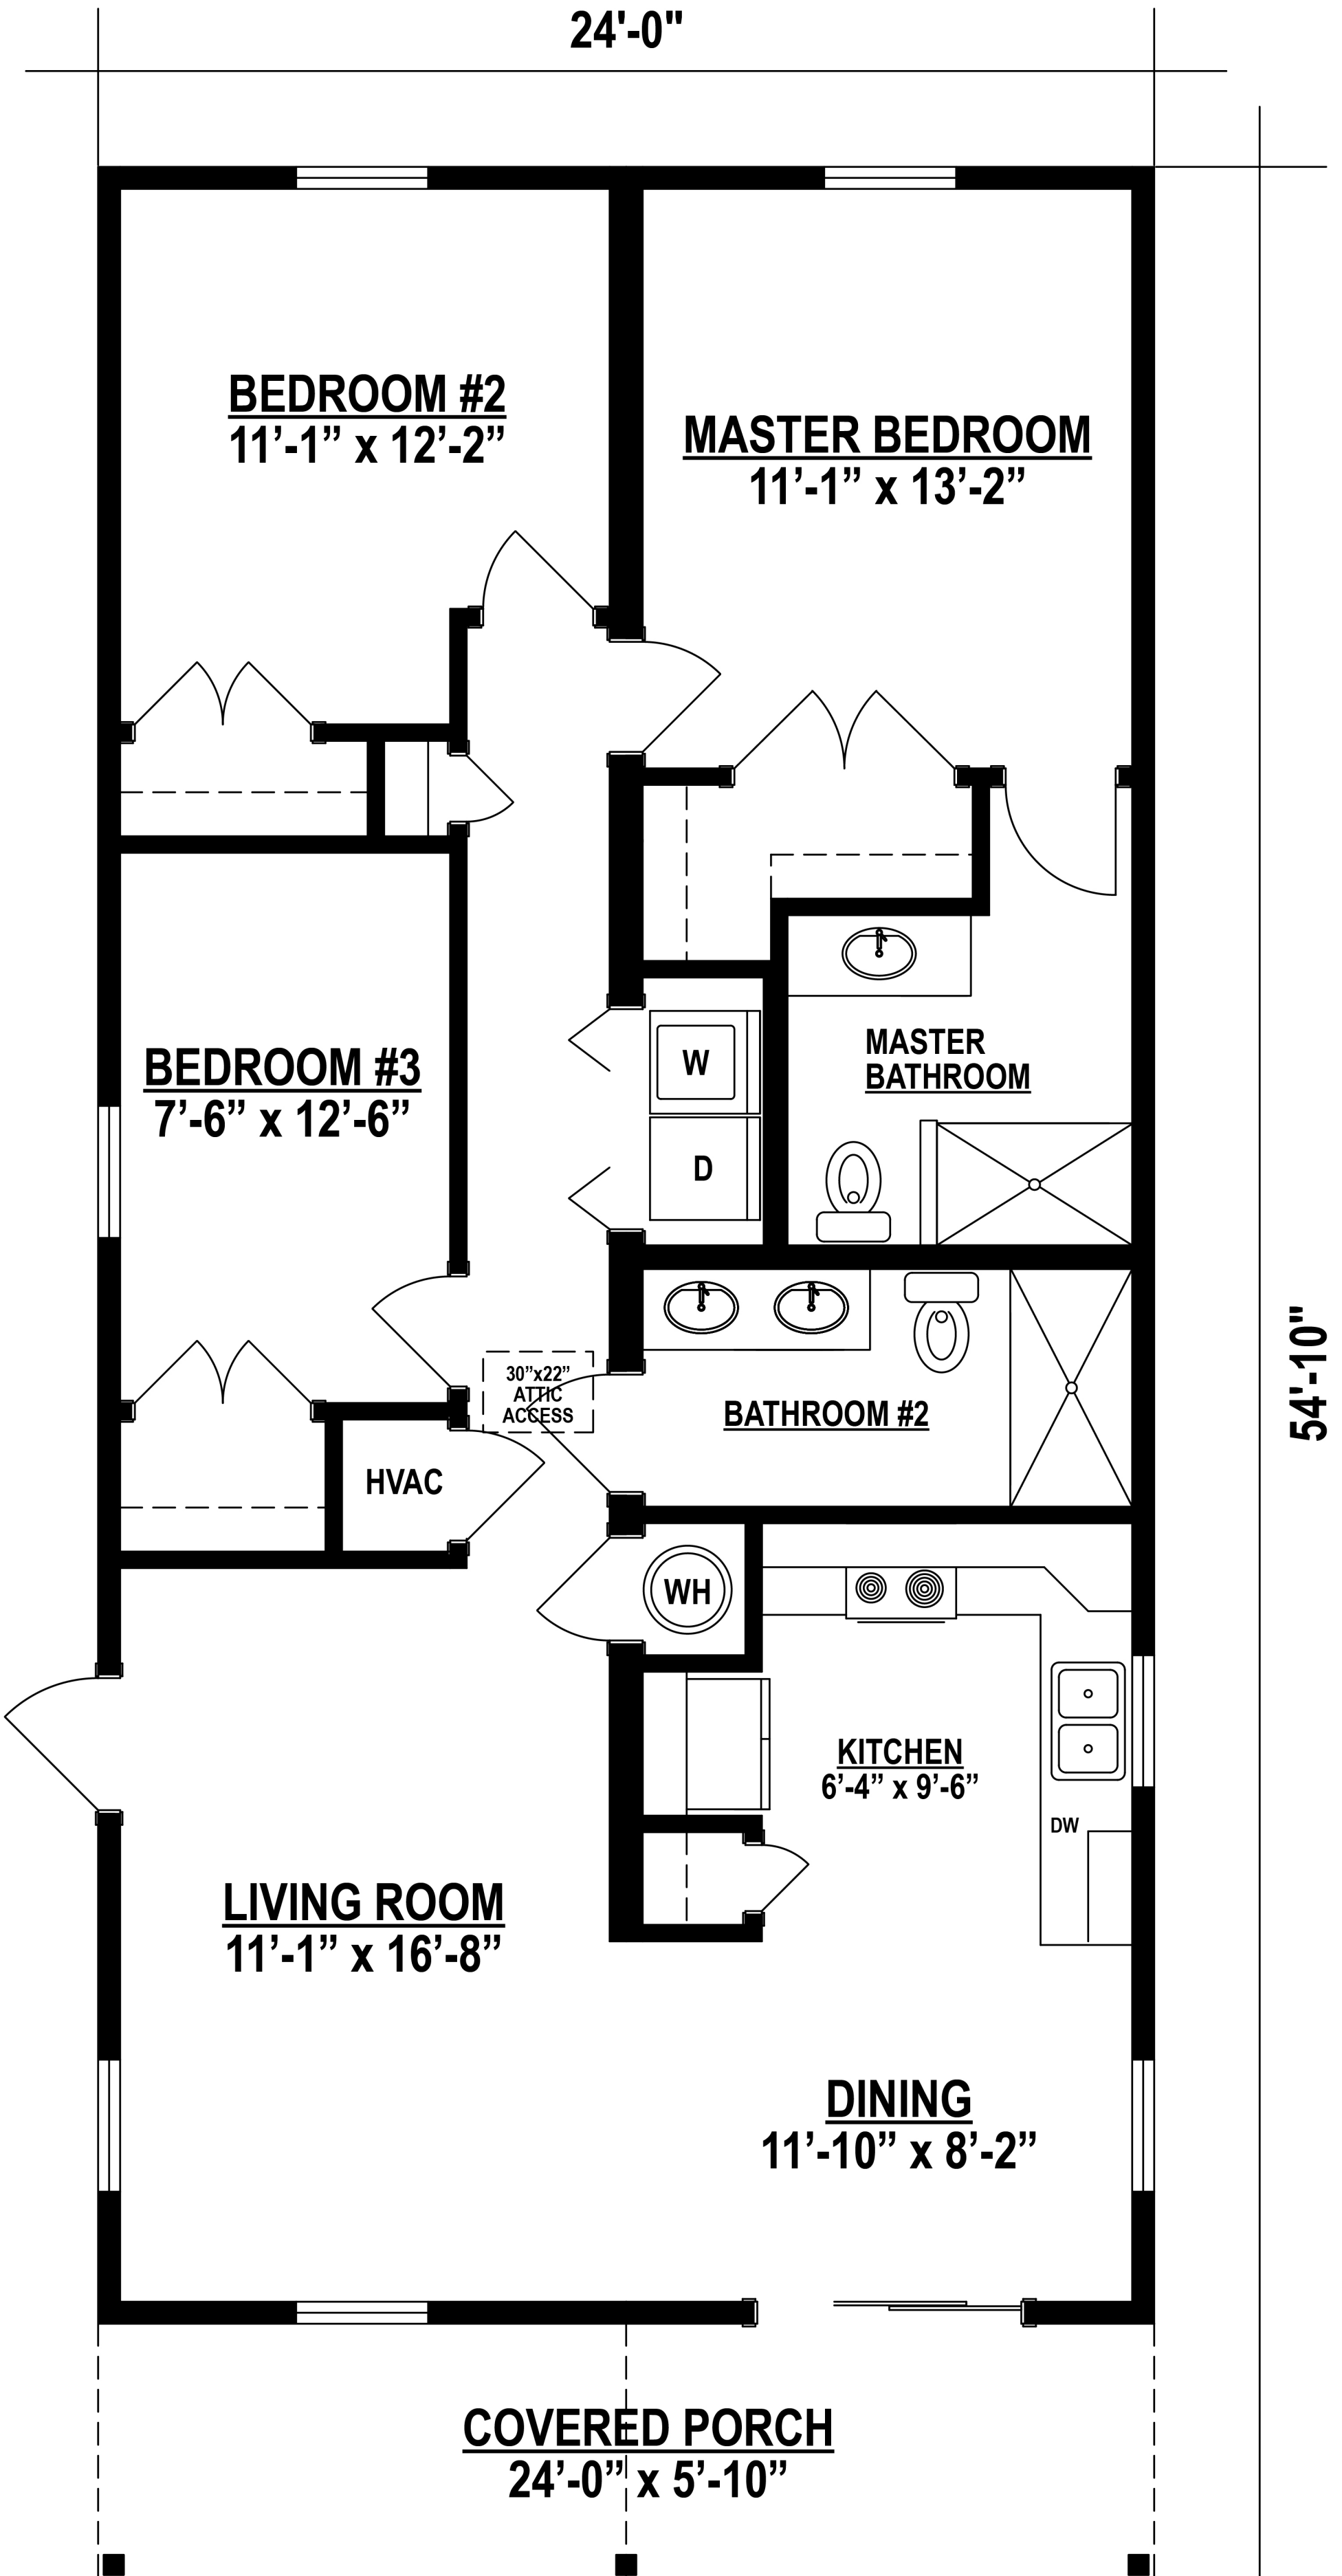 24'-0"
BEDROOM #2
11’-1” x 12’-2”
MASTER BEDROOM
11’-1” x 13’-2”
BEDROOM #3
7’-6” x 12’-6”
W
D
MASTER
BATHROOM
54'-10"
30”x22”
ATTIC
ACCESS
BATHROOM #2
HVAC
WH
KITCHEN
6’-4” x 9’-6”
DW
LIVING ROOM
11’-1” x 16’-8”
DINING
11’-10” x 8’-2”
COVERED PORCH
24’-0” x 5’-10”